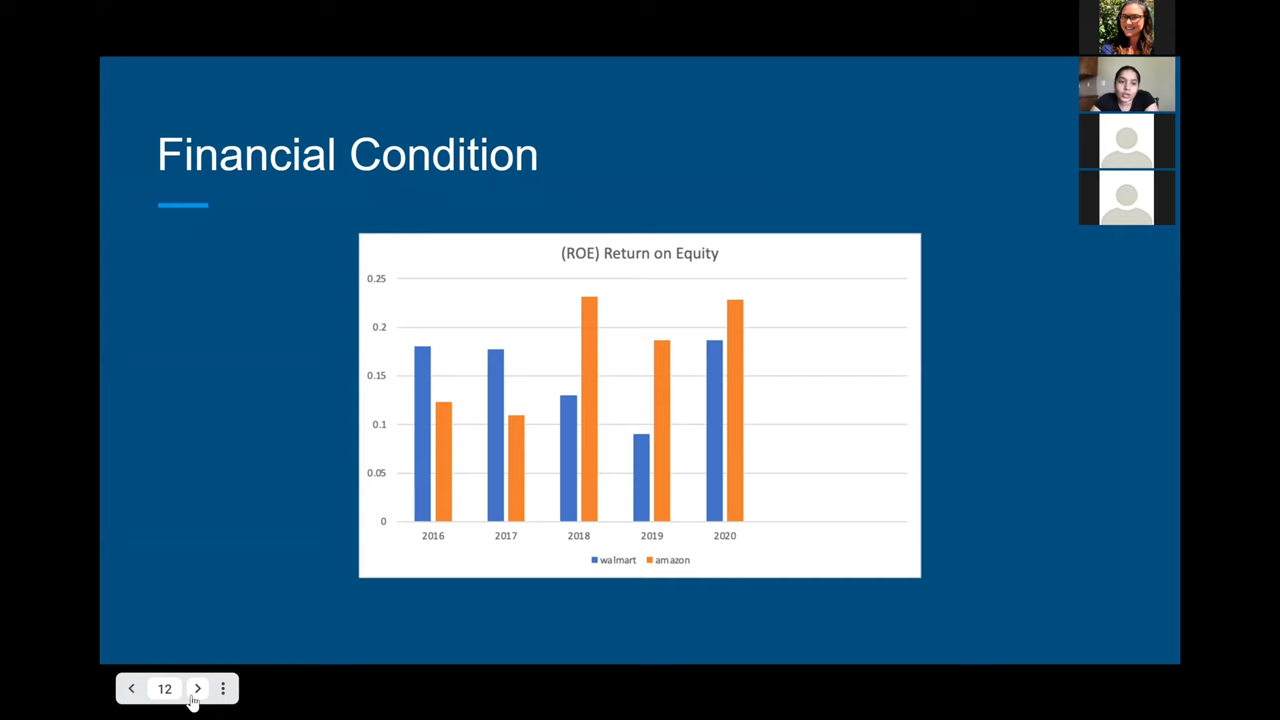 Financial Condition
(ROE) Return on Equity
0.25
0.2
0.15
0.1
0.05
0
2016 2017 2018 2019 2020
walmart amazon
12